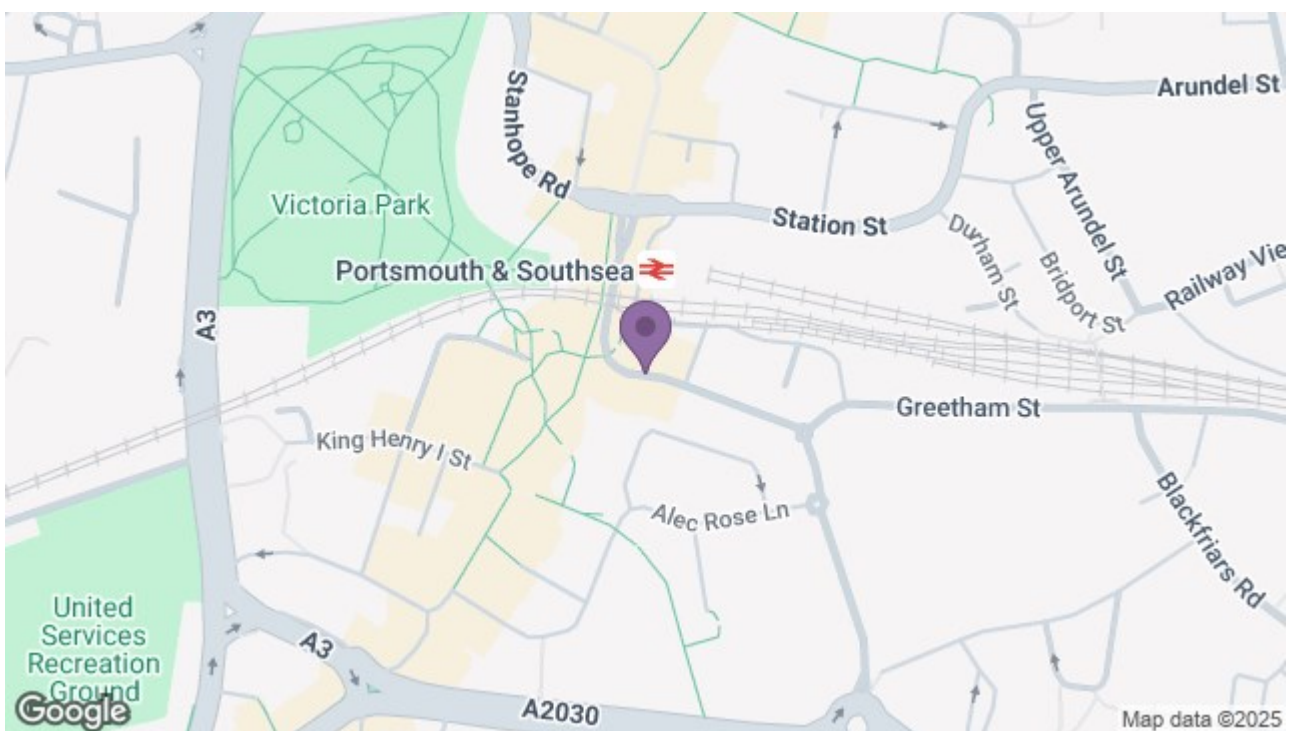 Arundel St
Stanhope Rd
Upper Arundel St
Victoria Park
Station St
Durham St
Bridport St
Railway Vie
Portsmouth & Southsea
A3
Greetham St
King Henry I St
Alec Rose Ln
Blackfriars Rd
United
Services
Recreation
Ground
A3
A2030
Google
Map data ©2025